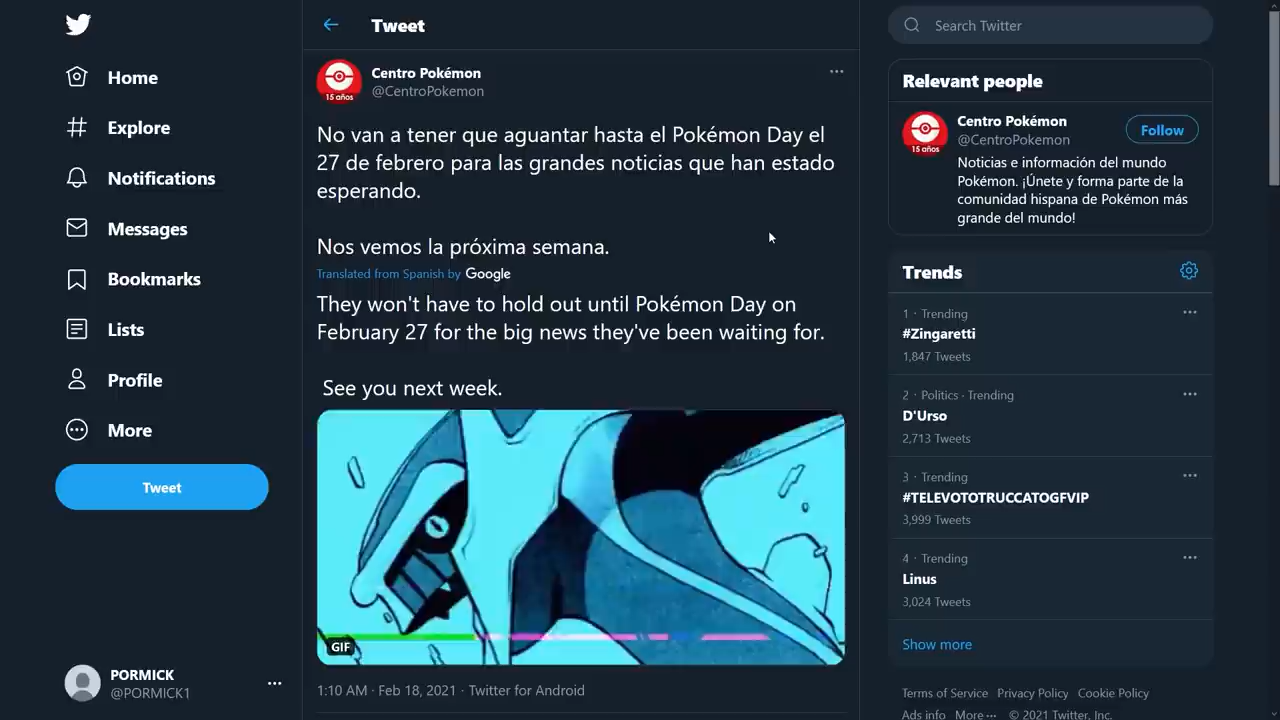 Home
Explore
Notifications
Messages
Bookmarks
Lists
Profile
More
Tweet
PORMICK
@PORMICK1
Tweet
15 años
Centro Pokémon
@CentroPokemon
No van a tener que aguantar hasta el Pokémon Day el
27 de febrero para las grandes noticias que han estado
esperando.
Nos vemos la próxima semana.
Translated from Spanish by Google
They won't have to hold out until Pokémon Day on
February 27 for the big news they've been waiting for.
See you next week.
GIF
1:10 AM · Feb 18, 2021 · Twitter for Android
Search Twitter
Relevant people
15 años
Centro Pokémon
@CentroPokemon
Follow
Noticias e información del mundo
Pokémon. ¡Únete y forma parte de la
comunidad hispana de Pokémon más
grande del mundo!
Trends
1 · Trending
#Zingaretti
1,847 Tweets
2 · Politics · Trending
D'Urso
2,713 Tweets
3 · Trending
#TELEVOTOTRUCCATOGFVIP
3,999 Tweets
4 · Trending
Linus
3,024 Tweets
Show more
Terms of Service Privacy Policy Cookie Policy
Ads info More ··· © 2021 Twitter, Inc.